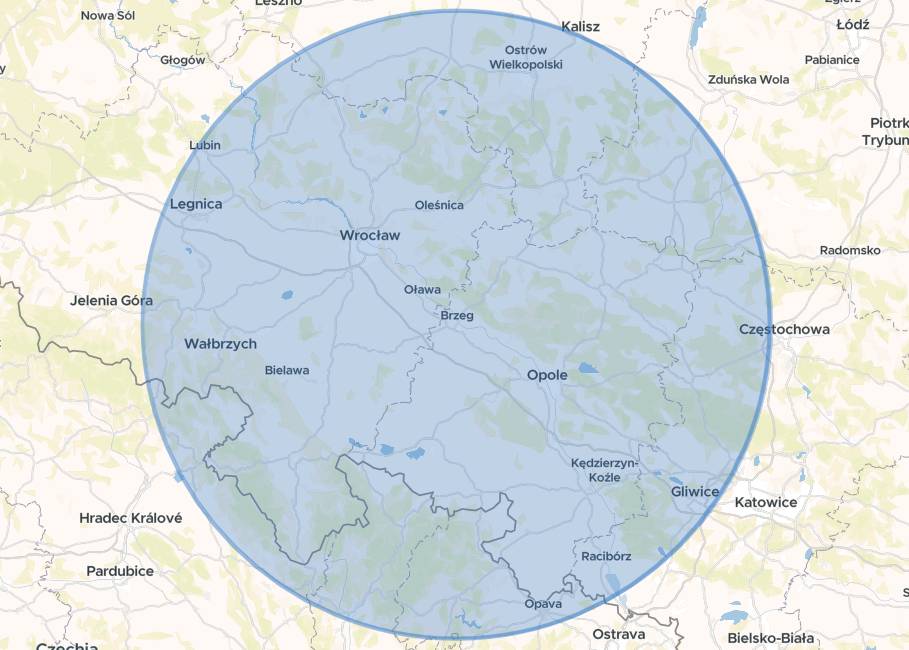 Leszno
Nowa Sól
Zgierz
Kalisz
Łódź
Ostrów
Wielkopolski
Głogów
Pabianice
y
Zduńska Wola
Piotrk
Trybun
Lubin
Legnica
Oleśnica
Wrocław
Radomsko
Oława
Jelenia Góra
Brzeg
Częstochowa
Wałbrzych
Bielawa
Opole
Kędzierzyn-
Koźle
Gliwice
Katowice
Hradec Králové
Racibórz
Pardubice
S
Opava
Ostrava
Bielsko-Biała
Czechia